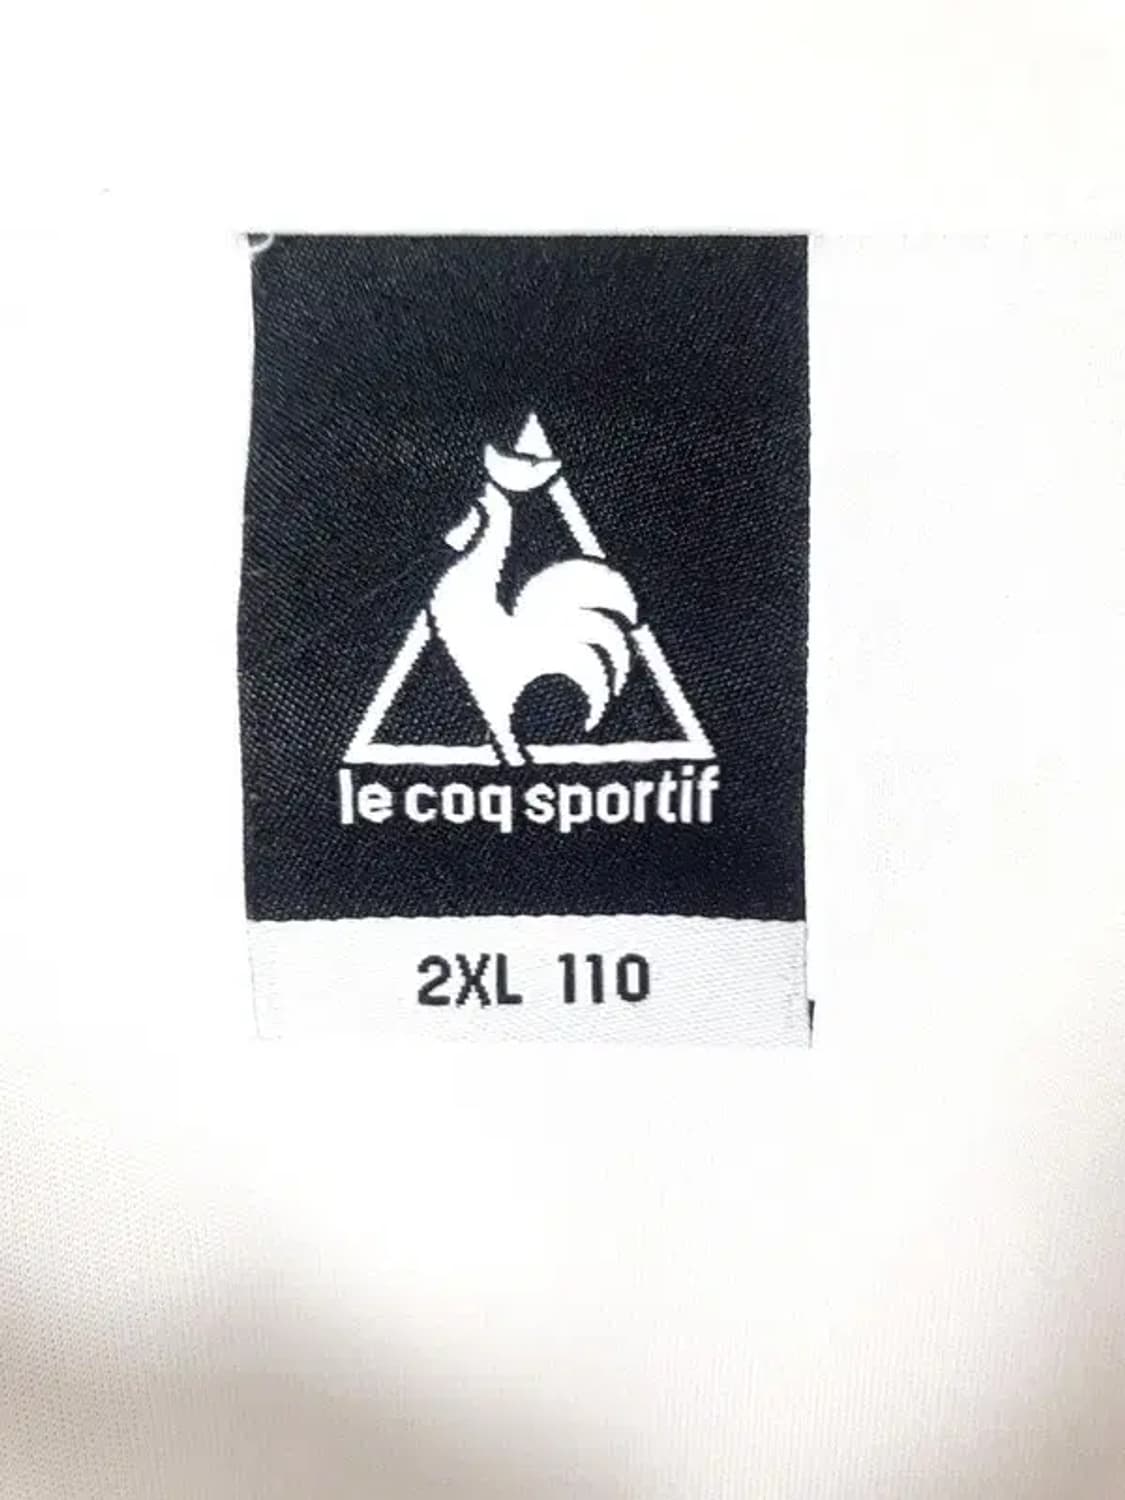 le coq sportif
2XL 110